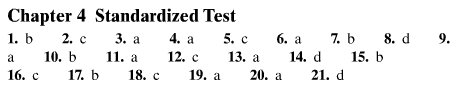 Chapter 4 Standardized Test
1. b 2. c 3. a 4. a 5. c 6. a 7. b 8. d 9.
a 10. b 11. a 12. c 13. a 14. d 15. b
16. c 17. b 18. c 19. a 20. a 21. d